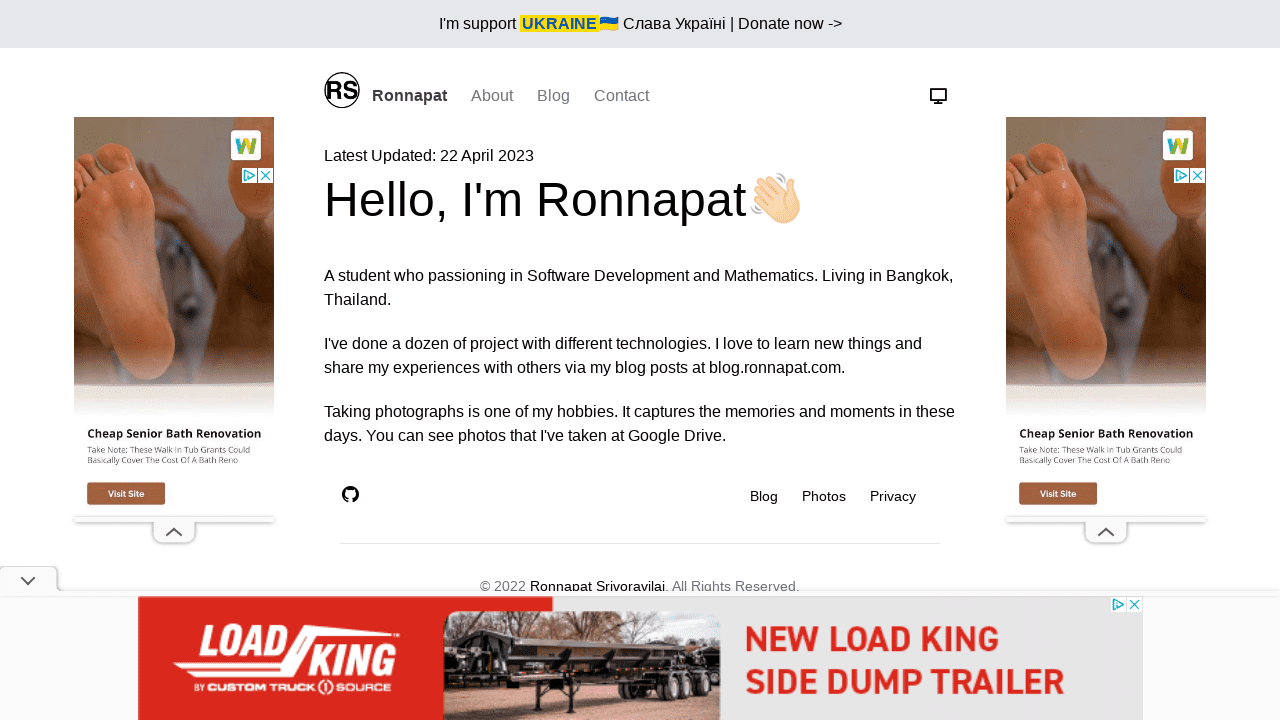 I'm support UKRAINE🇺🇦 Слава Україні | Donate now ->
RS Ronnapat About Blog Contact
Latest Updated: 22 April 2023
Hello, I'm Ronnapat👋🏻
A student who passioning in Software Development and Mathematics. Living in Bangkok,
Thailand.
I've done a dozen of project with different technologies. I love to learn new things and
share my experiences with others via my blog posts at blog.ronnapat.com.
Taking photographs is one of my hobbies. It captures the memories and moments in these
days. You can see photos that I've taken at Google Drive.
Blog Photos Privacy
© 2022 Ronnapat Srivoravilai. All Rights Reserved.
W
Cheap Senior Bath Renovation
Take Note: These Walk in Tub Grants Could
Basically Cover The Cost Of A Bath Reno
Visit Site
W
Cheap Senior Bath Renovation
Take Note: These Walk in Tub Grants Could
Basically Cover The Cost Of A Bath Reno
Visit Site
LOAD KING™
BY CUSTOM TRUCK ONE SOURCE
NEW LOAD KING
SIDE DUMP TRAILER